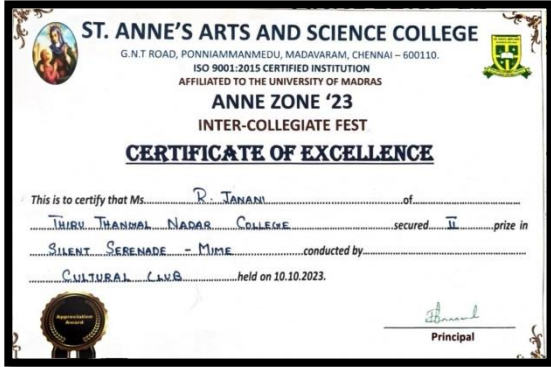 ST. ANNE'S ARTS AND SCIENCE COLLEGE
G.N.T ROAD, PONNIAMMANMEDU, MADAVARAM, CHENNAI – 600110.
ISO 9001:2015 CERTIFIED INSTITUTION
AFFILIATED TO THE UNIVERSITY OF MADRAS
ANNE ZONE '23
INTER-COLLEGIATE FEST
CERTIFICATE OF EXCELLENCE
This is to certify that Ms. R. JANANI of
THIRU THANGAL NADAR COLLEGE secured II prize in
SILENT SERENADE - MIME conducted by
CULTURAL CLUB held on 10.10.2023.
Appreciation
Award
Principal